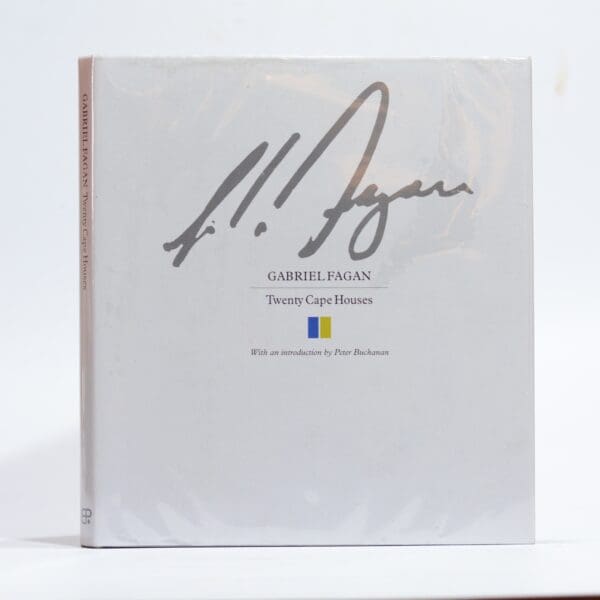 Fagan
GABRIEL FAGAN
Twenty Cape Houses
With an introduction by Peter Buchanan
GABRIEL FAGAN Twenty Cape Houses